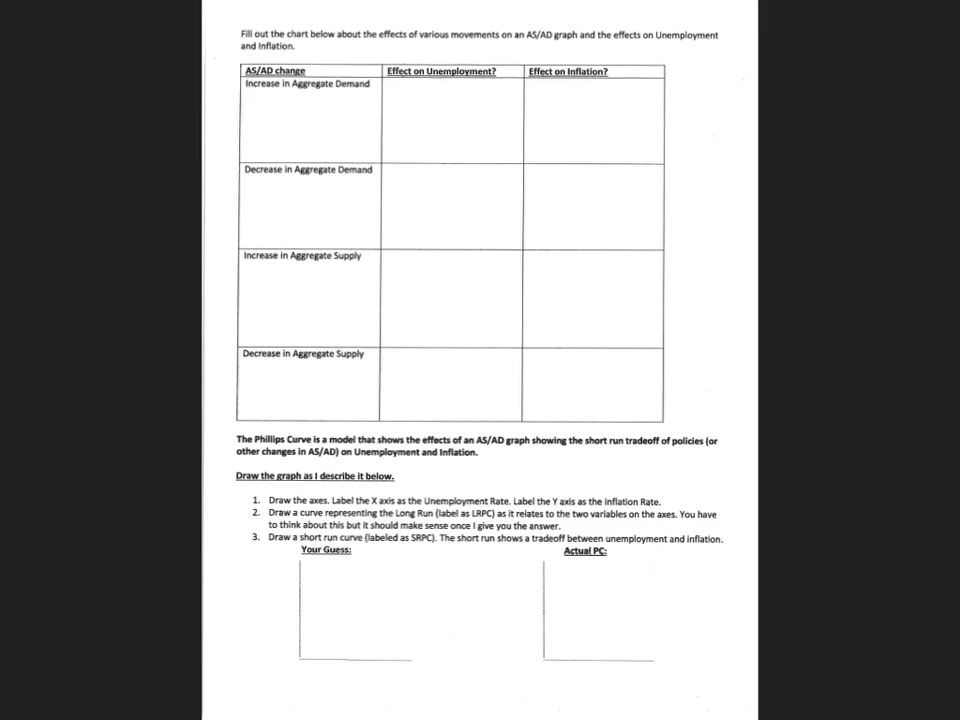 Fill out the chart below about the effects of various movements on an AS/AD graph and the effects on Unemployment
and Inflation.
AS/AD change Effect on Unemployment? Effect on Inflation?
Increase in Aggregate Demand
Decrease in Aggregate Demand
Increase in Aggregate Supply
Decrease in Aggregate Supply
The Phillips Curve is a model that shows the effects of an AS/AD graph showing the short run tradeoff of policies (or
other changes in AS/AD) on Unemployment and Inflation.
Draw the graph as I describe it below.
1. Draw the axes. Label the X axis as the Unemployment Rate. Label the Y axis as the Inflation Rate.
2. Draw a curve representing the Long Run (label as LRPC) as it relates to the two variables on the axes. You have
to think about this but it should make sense once I give you the answer.
3. Draw a short run curve (labeled as SRPC). The short run shows a tradeoff between unemployment and inflation.
Your Guess: Actual PC: